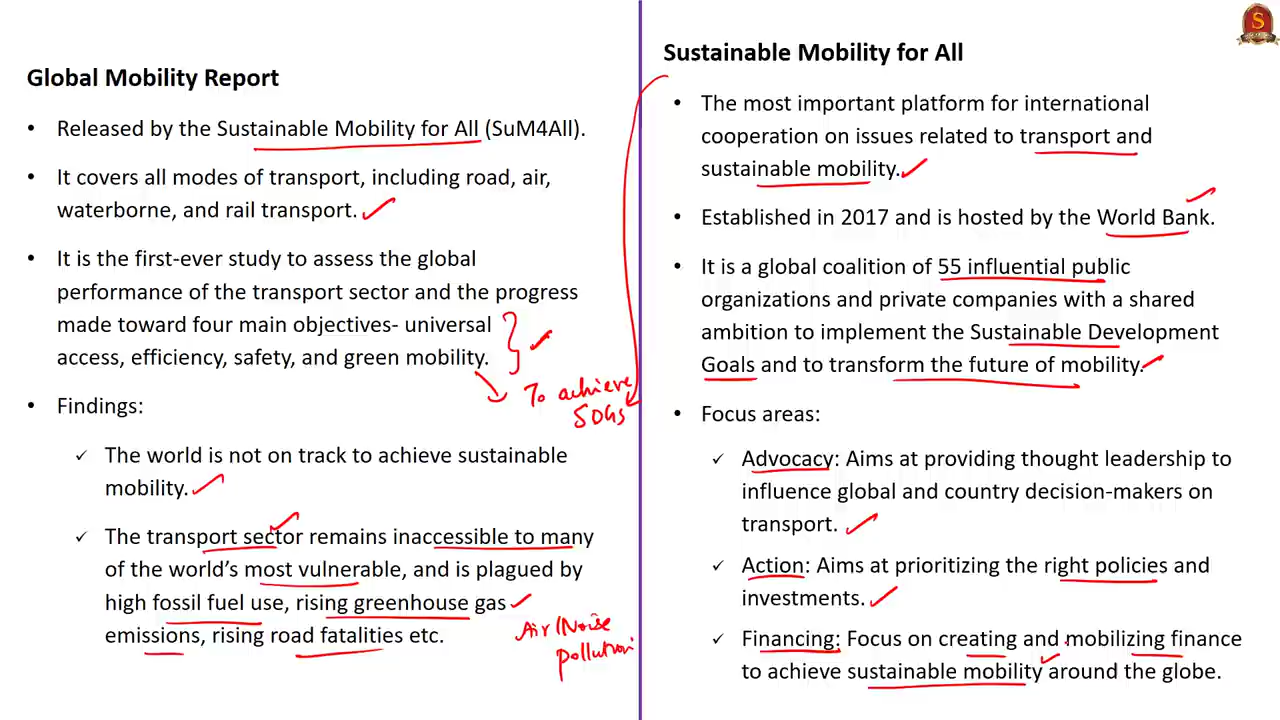 Global Mobility Report
• Released by the Sustainable Mobility for All (SuM4All).
• It covers all modes of transport, including road, air,
waterborne, and rail transport.
• It is the first-ever study to assess the global
performance of the transport sector and the progress
made toward four main objectives- universal
access, efficiency, safety, and green mobility.
To achieve
SDGs
• Findings:
✓ The world is not on track to achieve sustainable
mobility.
✓ The transport sector remains inaccessible to many
of the world's most vulnerable, and is plagued by
high fossil fuel use, rising greenhouse gas
emissions, rising road fatalities etc.
Air/Noise
pollution
Sustainable Mobility for All
• The most important platform for international
cooperation on issues related to transport and
sustainable mobility.
• Established in 2017 and is hosted by the World Bank.
• It is a global coalition of 55 influential public
organizations and private companies with a shared
ambition to implement the Sustainable Development
Goals and to transform the future of mobility.
• Focus areas:
✓ Advocacy: Aims at providing thought leadership to
influence global and country decision-makers on
transport.
✓ Action: Aims at prioritizing the right policies and
investments.
✓ Financing: Focus on creating and mobilizing finance
to achieve sustainable mobility around the globe.
S